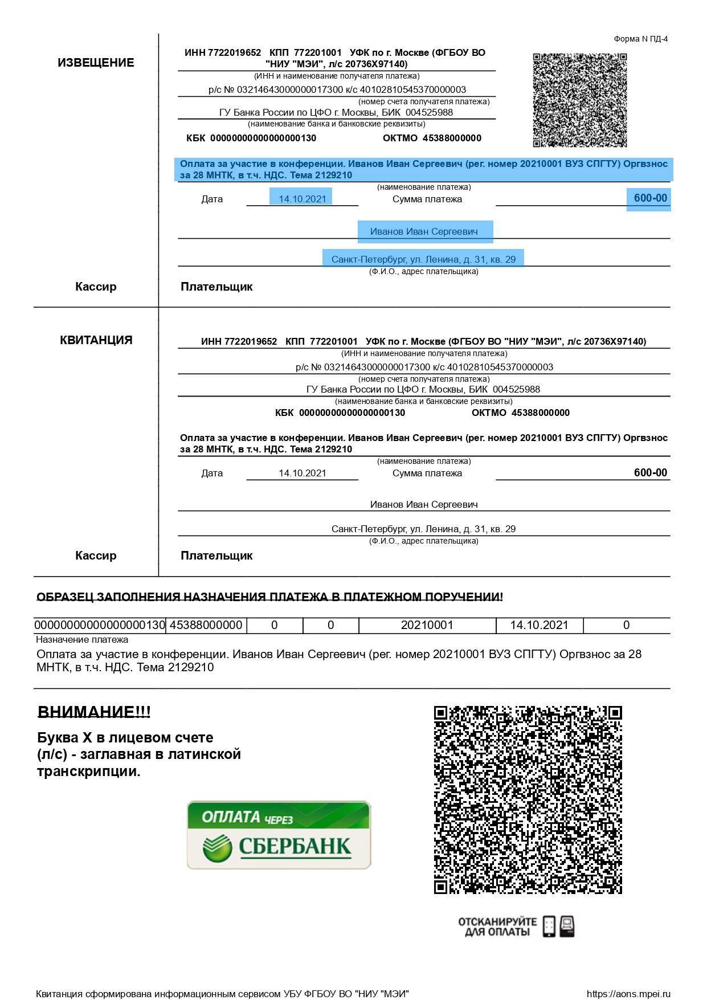 Форма N ПД-4
ИЗВЕЩЕНИЕ
ИНН 7722019652 КПП 772201001 УФК по г. Москве (ФГБОУ ВО
"НИУ "МЭИ", л/с 20736X97140)
(ИНН и наименование получателя платежа)
р/с № 03214643000000017300 к/с 40102810545370000003
(номер счета получателя платежа)
ГУ Банка России по ЦФО г. Москвы, БИК 004525988
(наименование банка и банковские реквизиты)
КБК 00000000000000000130 ОКТМО 45388000000
Оплата за участие в конференции. Иванов Иван Сергеевич (рег. номер 20210001 ВУЗ СПГТУ) Оргвзнос
за 28 МНТК, в т.ч. НДС. Тема 2129210
(наименование платежа)
Дата 14.10.2021 Сумма платежа 600-00
Иванов Иван Сергеевич
Санкт-Петербург, ул. Ленина, д. 31, кв. 29
(Ф.И.О., адрес плательщика)
Кассир Плательщик
КВИТАНЦИЯ
ИНН 7722019652 КПП 772201001 УФК по г. Москве (ФГБОУ ВО "НИУ "МЭИ", л/с 20736X97140)
(ИНН и наименование получателя платежа)
р/с № 03214643000000017300 к/с 40102810545370000003
(номер счета получателя платежа)
ГУ Банка России по ЦФО г. Москвы, БИК 004525988
(наименование банка и банковские реквизиты)
КБК 00000000000000000130 ОКТМО 45388000000
Оплата за участие в конференции. Иванов Иван Сергеевич (рег. номер 20210001 ВУЗ СПГТУ) Оргвзнос
за 28 МНТК, в т.ч. НДС. Тема 2129210
(наименование платежа)
Дата 14.10.2021 Сумма платежа 600-00
Иванов Иван Сергеевич
Санкт-Петербург, ул. Ленина, д. 31, кв. 29
(Ф.И.О., адрес плательщика)
Кассир Плательщик
ОБРАЗЕЦ ЗАПОЛНЕНИЯ НАЗНАЧЕНИЯ ПЛАТЕЖА В ПЛАТЕЖНОМ ПОРУЧЕНИИ!
00000000000000000130 45388000000 0 0 20210001 14.10.2021 0
Назначение платежа
Оплата за участие в конференции. Иванов Иван Сергеевич (рег. номер 20210001 ВУЗ СПГТУ) Оргвзнос за 28
МНТК, в т.ч. НДС. Тема 2129210
ВНИМАНИЕ!!!
Буква X в лицевом счете
(л/с) - заглавная в латинской
транскрипции.
ОПЛАТА ЧЕРЕЗ
СБЕРБАНК
ОТСКАНИРУЙТЕ
ДЛЯ ОПЛАТЫ
Квитанция сформирована информационным сервисом УБУ ФГБОУ ВО "НИУ "МЭИ" https://aons.mpei.ru